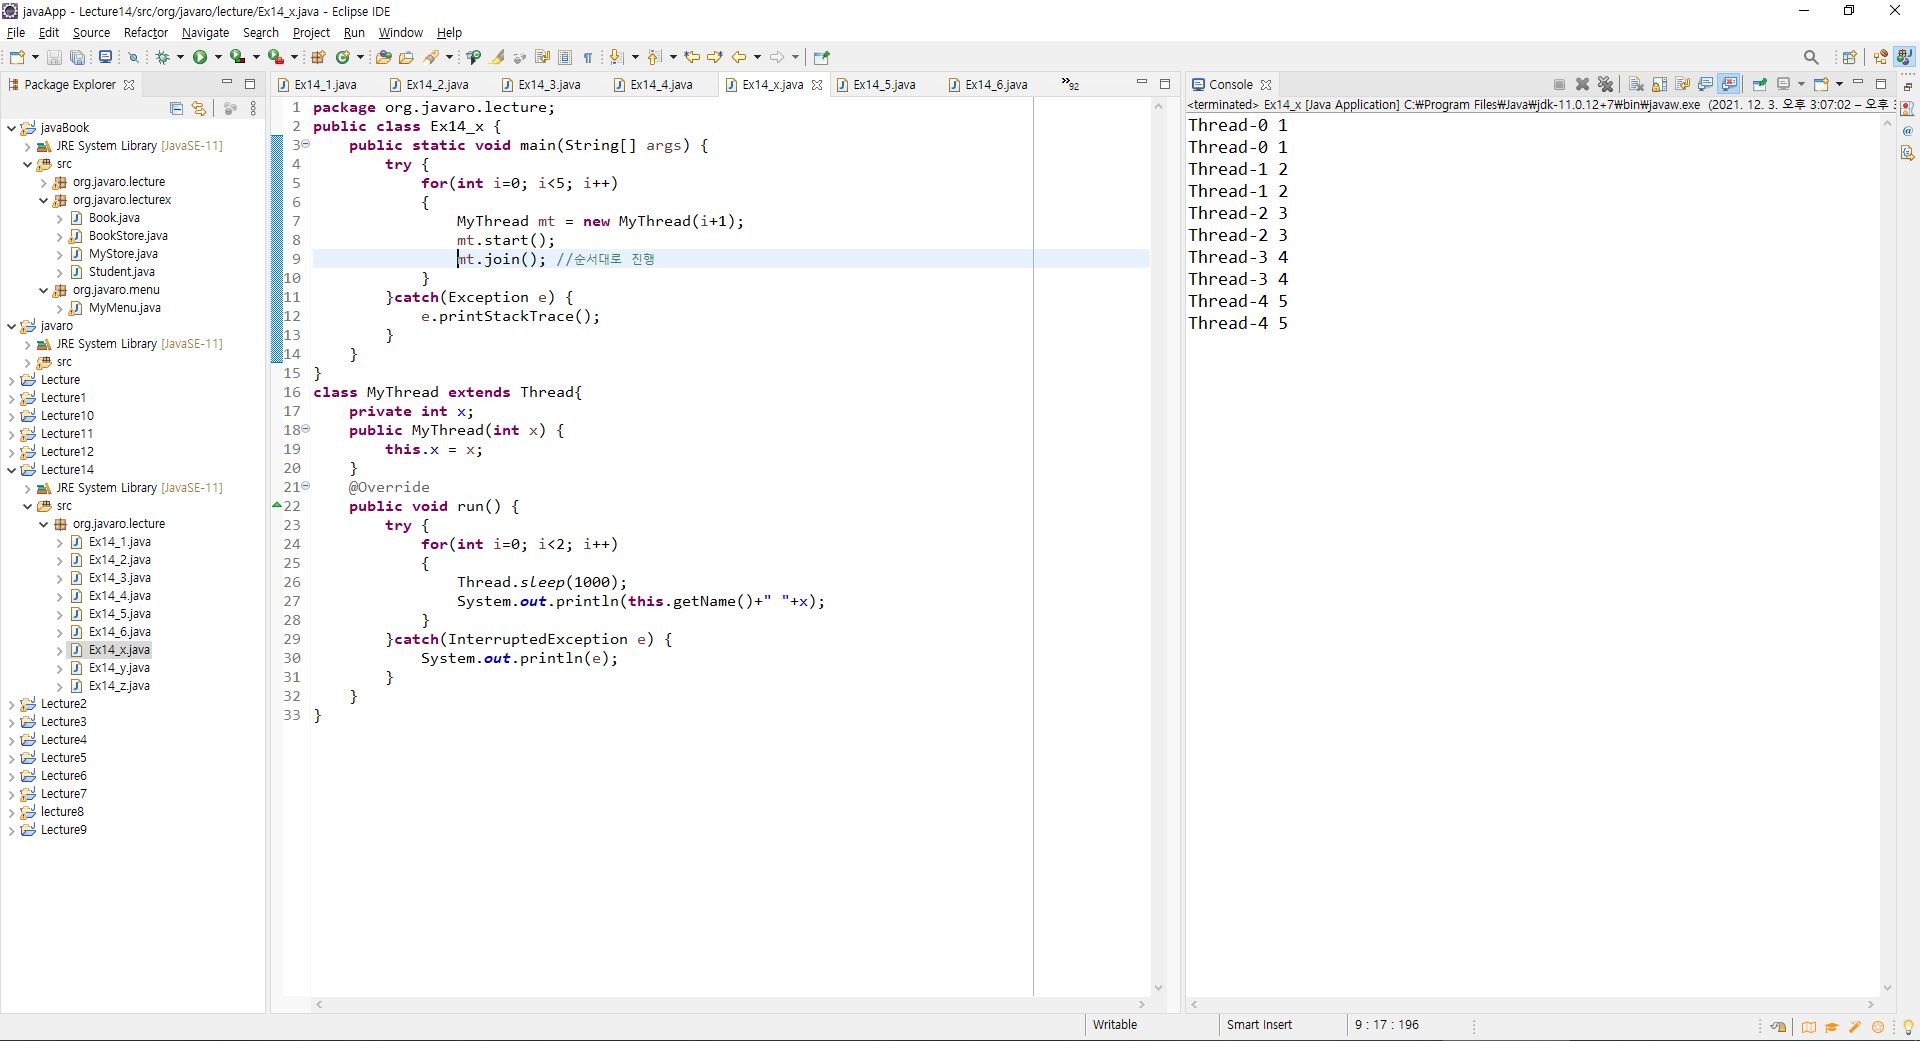 javaApp - Lecture14/src/org/javaro/lecture/Ex14_x.java - Eclipse IDE
File Edit Source Refactor Navigate Search Project Run Window Help
Package Explorer
javaBook
JRE System Library [JavaSE-11]
src
org.javaro.lecture
org.javaro.lecturex
Book.java
BookStore.java
MyStore.java
Student.java
org.javaro.menu
MyMenu.java
javaro
JRE System Library [JavaSE-11]
src
Lecture
Lecture1
Lecture10
Lecture11
Lecture12
Lecture14
JRE System Library [JavaSE-11]
src
org.javaro.lecture
Ex14_1.java
Ex14_2.java
Ex14_3.java
Ex14_4.java
Ex14_5.java
Ex14_6.java
Ex14_x.java
Ex14_y.java
Ex14_z.java
Lecture2
Lecture3
Lecture4
Lecture5
Lecture6
Lecture7
lecture8
Lecture9
Ex14_1.java Ex14_2.java Ex14_3.java Ex14_4.java Ex14_x.java Ex14_5.java Ex14_6.java »92
1 package org.javaro.lecture;
2 public class Ex14_x {
3 public static void main(String[] args) {
4 try {
5 for(int i=0; i<5; i++)
6 {
7 MyThread mt = new MyThread(i+1);
8 mt.start();
9 mt.join(); //순서대로 진행
10 }
11 }catch(Exception e) {
12 e.printStackTrace();
13 }
14 }
15 }
16 class MyThread extends Thread{
17 private int x;
18 public MyThread(int x) {
19 this.x = x;
20 }
21 @Override
22 public void run() {
23 try {
24 for(int i=0; i<2; i++)
25 {
26 Thread.sleep(1000);
27 System.out.println(this.getName()+" "+x);
28 }
29 }catch(InterruptedException e) {
30 System.out.println(e);
31 }
32 }
33 }
Console
<terminated> Ex14_x [Java Application] C:₩Program Files₩Java₩jdk-11.0.12+7₩bin₩javaw.exe (2021. 12. 3. 오후 3:07:02 – 오후
Thread-0 1
Thread-0 1
Thread-1 2
Thread-1 2
Thread-2 3
Thread-2 3
Thread-3 4
Thread-3 4
Thread-4 5
Thread-4 5
Writable Smart Insert 9 : 17 : 196